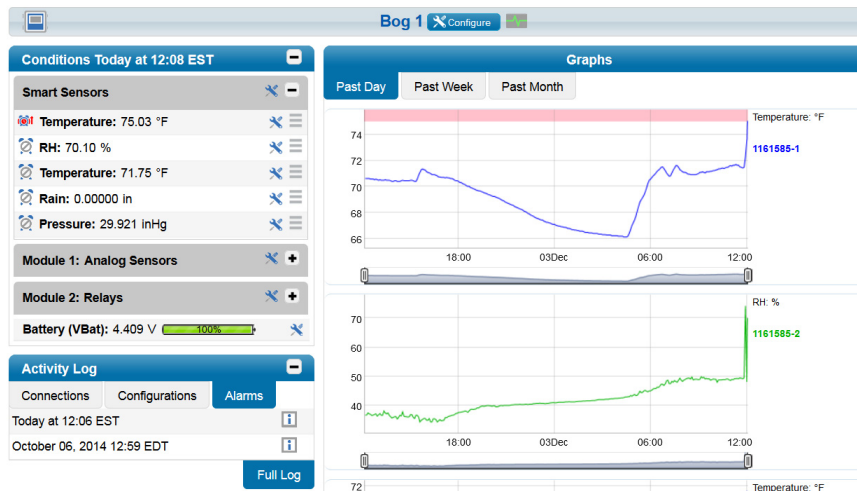 Bog 1 Configure
Conditions Today at 12:08 EST
Smart Sensors
Temperature: 75.03 °F
RH: 70.10 %
Temperature: 71.75 °F
Rain: 0.00000 in
Pressure: 29.921 inHg
Module 1: Analog Sensors
Module 2: Relays
Battery (VBat): 4.409 V 100%
Activity Log
Connections Configurations Alarms
Today at 12:06 EST
October 06, 2014 12:59 EDT
Full Log
Graphs
Past Day Past Week Past Month
Temperature: °F
1161585-1
74
72
70
68
66
18:00 03Dec 06:00 12:00
RH: %
1161585-2
70
60
50
40
18:00 03Dec 06:00 12:00
72
Temperature: °F